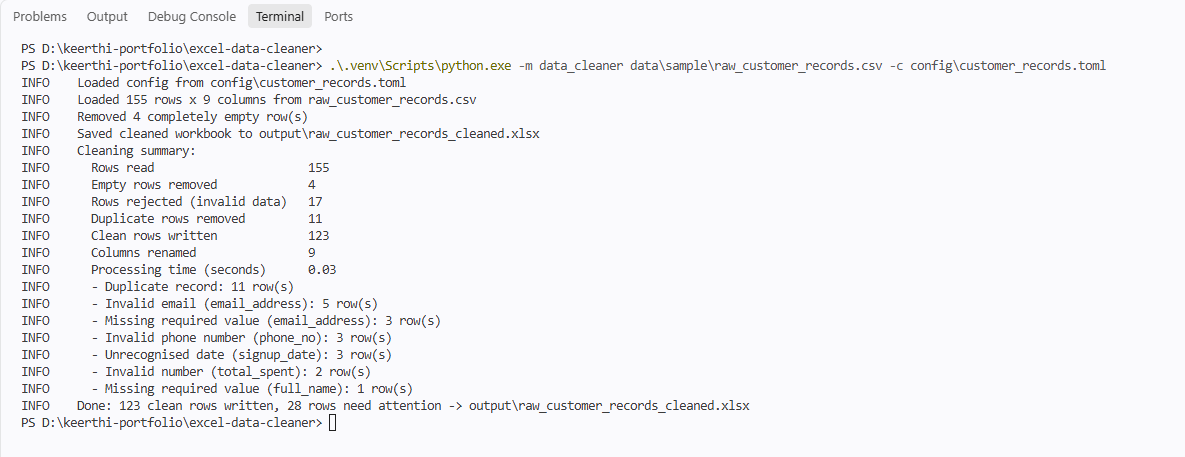 Problems Output Debug Console Terminal Ports
PS D:\keerthi-portfolio\excel-data-cleaner>
PS D:\keerthi-portfolio\excel-data-cleaner> .\.venv\Scripts\python.exe -m data_cleaner data\sample\raw_customer_records.csv -c config\customer_records.toml
INFO Loaded config from config\customer_records.toml
INFO Loaded 155 rows x 9 columns from raw_customer_records.csv
INFO Removed 4 completely empty row(s)
INFO Saved cleaned workbook to output\raw_customer_records_cleaned.xlsx
INFO Cleaning summary:
INFO Rows read 155
INFO Empty rows removed 4
INFO Rows rejected (invalid data) 17
INFO Duplicate rows removed 11
INFO Clean rows written 123
INFO Columns renamed 9
INFO Processing time (seconds) 0.03
INFO - Duplicate record: 11 row(s)
INFO - Invalid email (email_address): 5 row(s)
INFO - Missing required value (email_address): 3 row(s)
INFO - Invalid phone number (phone_no): 3 row(s)
INFO - Unrecognised date (signup_date): 3 row(s)
INFO - Invalid number (total_spent): 2 row(s)
INFO - Missing required value (full_name): 1 row(s)
INFO Done: 123 clean rows written, 28 rows need attention -> output\raw_customer_records_cleaned.xlsx
PS D:\keerthi-portfolio\excel-data-cleaner>